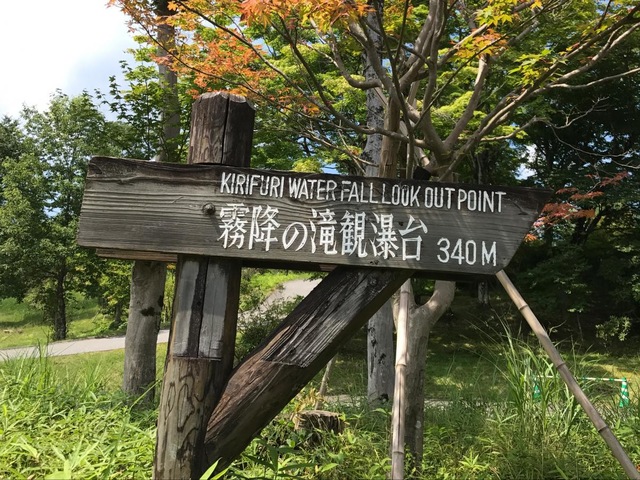 KIRIFURI WATER FALL LOOK OUT POINT
霧降の滝観瀑台 340M